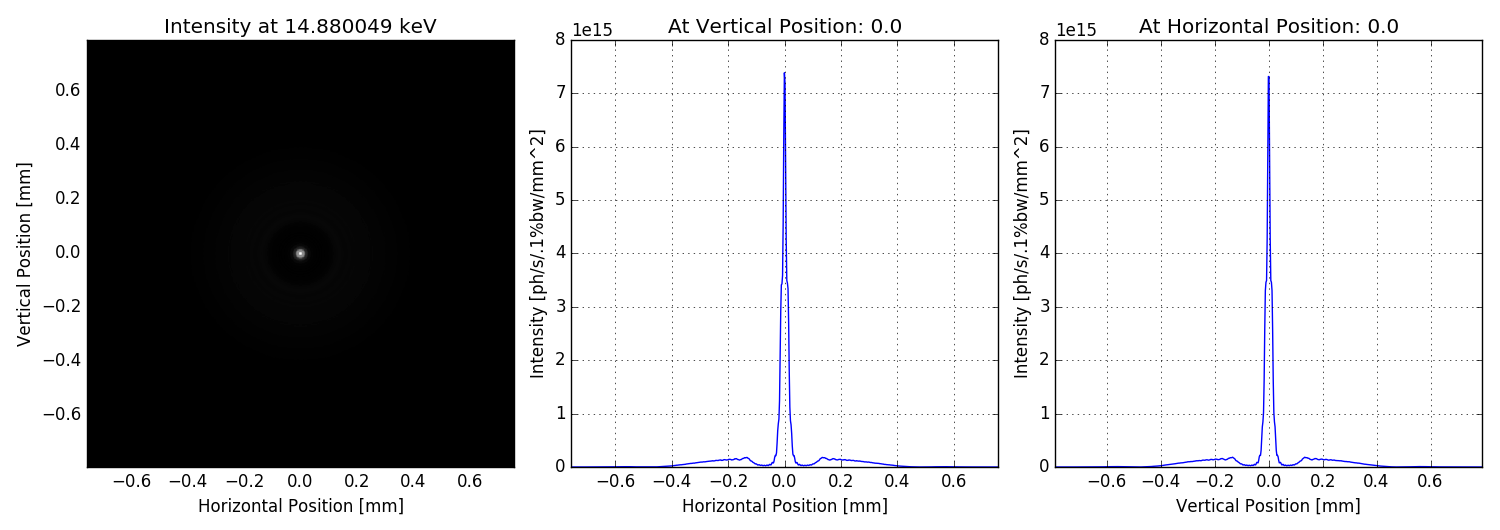 Intensity at 14.880049 keV
Vertical Position [mm]
0.6
0.4
0.2
0.0
−0.2
−0.4
−0.6
−0.6 −0.4 −0.2 0.0 0.2 0.4 0.6
Horizontal Position [mm]
At Vertical Position: 0.0
1e15
Intensity [ph/s/.1%bw/mm^2]
8
7
6
5
4
3
2
1
0
−0.6 −0.4 −0.2 0.0 0.2 0.4 0.6
Horizontal Position [mm]
At Horizontal Position: 0.0
1e15
Intensity [ph/s/.1%bw/mm^2]
8
7
6
5
4
3
2
1
0
−0.6 −0.4 −0.2 0.0 0.2 0.4 0.6
Vertical Position [mm]